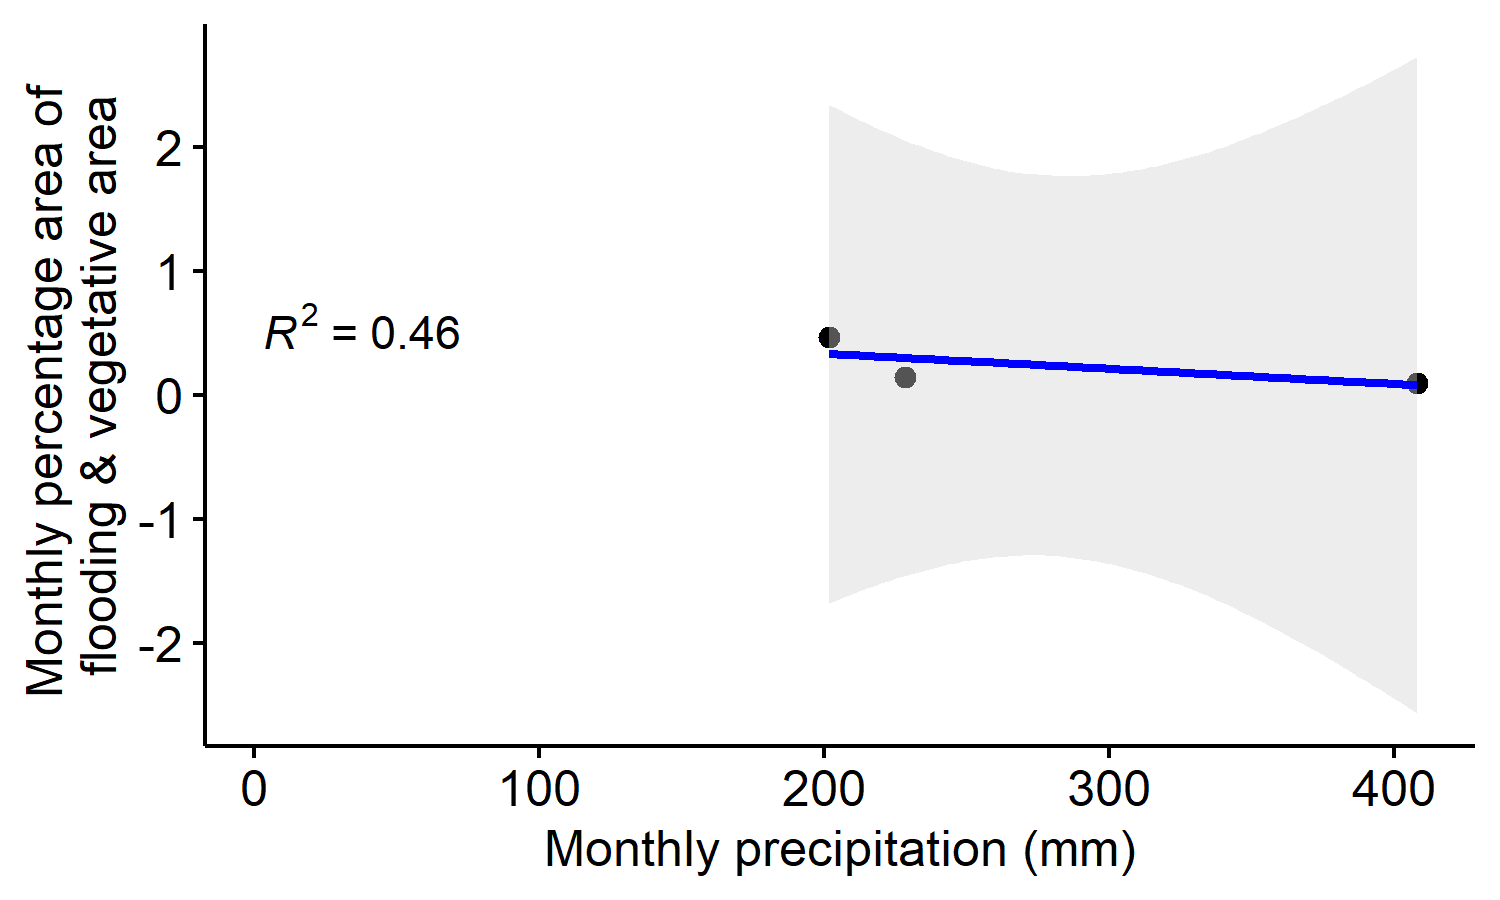 Monthly percentage area of
flooding & vegetative area
2
1
0
-1
-2
R² = 0.46
0 100 200 300 400
Monthly precipitation (mm)